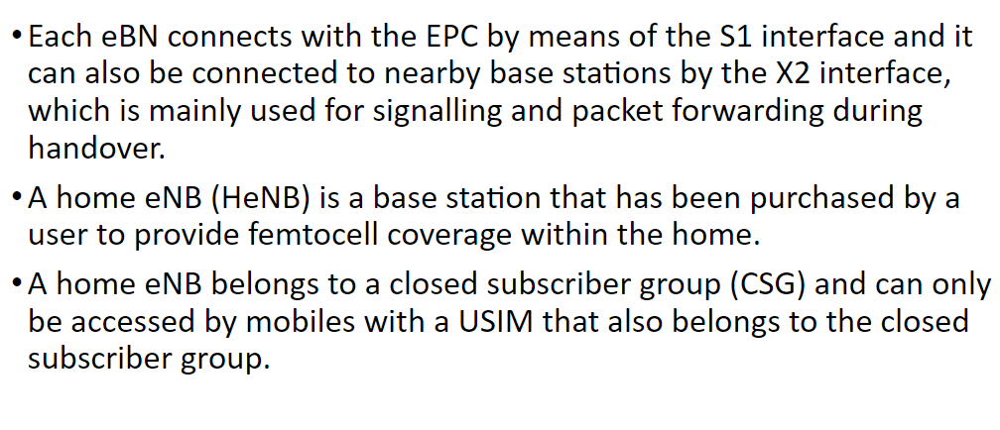 • Each eBN connects with the EPC by means of the S1 interface and it
can also be connected to nearby base stations by the X2 interface,
which is mainly used for signalling and packet forwarding during
handover.
• A home eNB (HeNB) is a base station that has been purchased by a
user to provide femtocell coverage within the home.
• A home eNB belongs to a closed subscriber group (CSG) and can only
be accessed by mobiles with a USIM that also belongs to the closed
subscriber group.